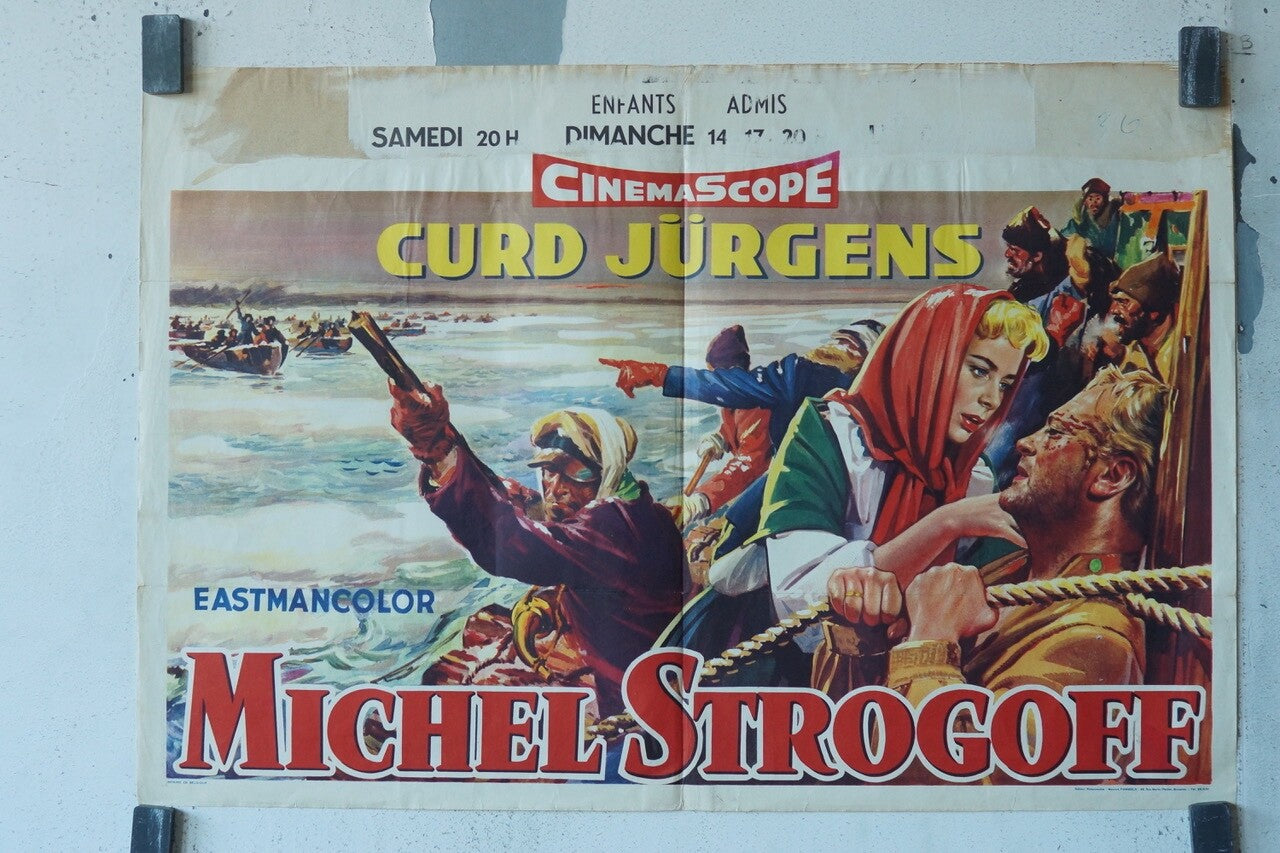 ENFANTS ADMIS
SAMEDI 20 H DIMANCHE 14 17 20
CINEMASCOPE
CURD JÜRGENS
EASTMANCOLOR
MICHEL STROGOFF